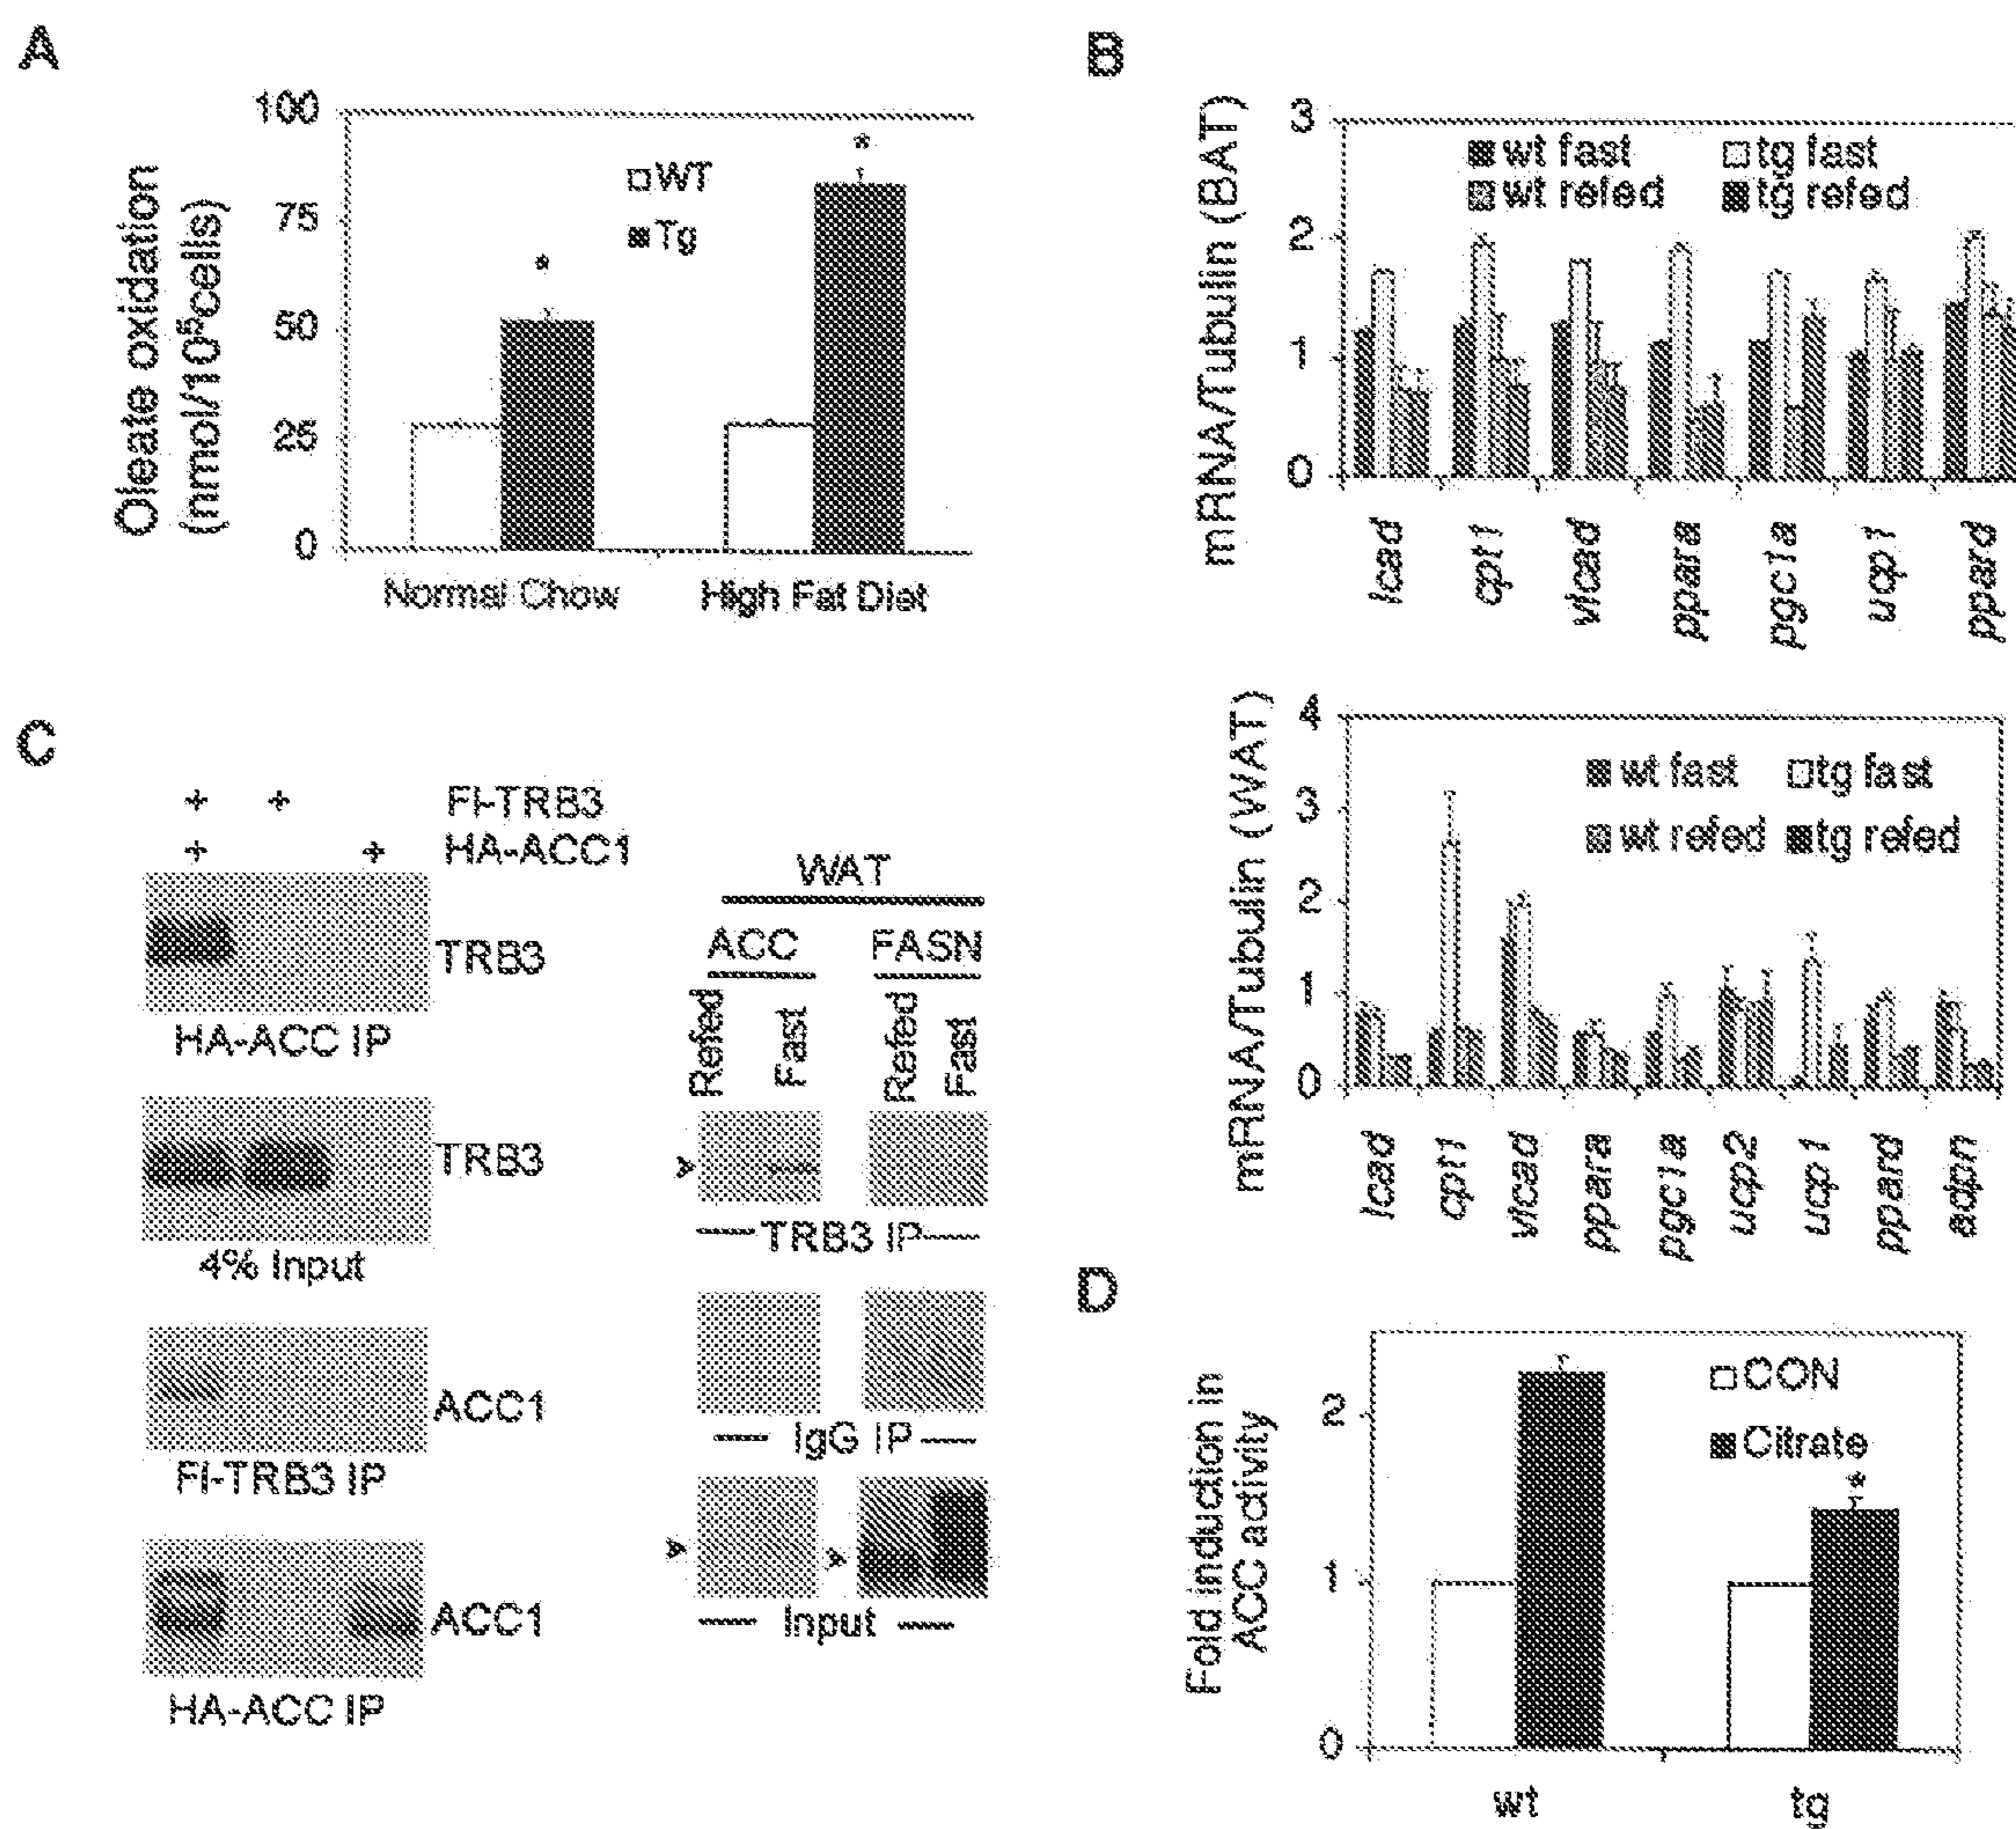 A
100
75
50
25
0
Oleate oxidation
(nmol/10⁵cells)
WT
Tg
*
*
Normal Chow
High Fat Diet
B
3
2
1
0
mRNA/Tubulin (BAT)
wt fast
tg fast
wt refed
tg refed
lcad
cpt1
vlcad
ppara
pgc1a
ucp1
ppard
4
3
2
1
0
mRNA/Tubulin (WAT)
wt fast
tg fast
wt refed
tg refed
lcad
cpt1
vlcad
ppara
pgc1a
ucp2
ucp1
ppard
adpn
C
+ + Fl-TRB3
+ + HA-ACC1
TRB3
HA-ACC IP
TRB3
4% Input
ACC1
Fl-TRB3 IP
ACC1
HA-ACC IP
WAT
ACC FASN
Refed Fast Refed Fast
TRB3 IP
IgG IP
Input
D
2
1
0
Fold induction in
ACC activity
CON
Citrate
*
wt
tg